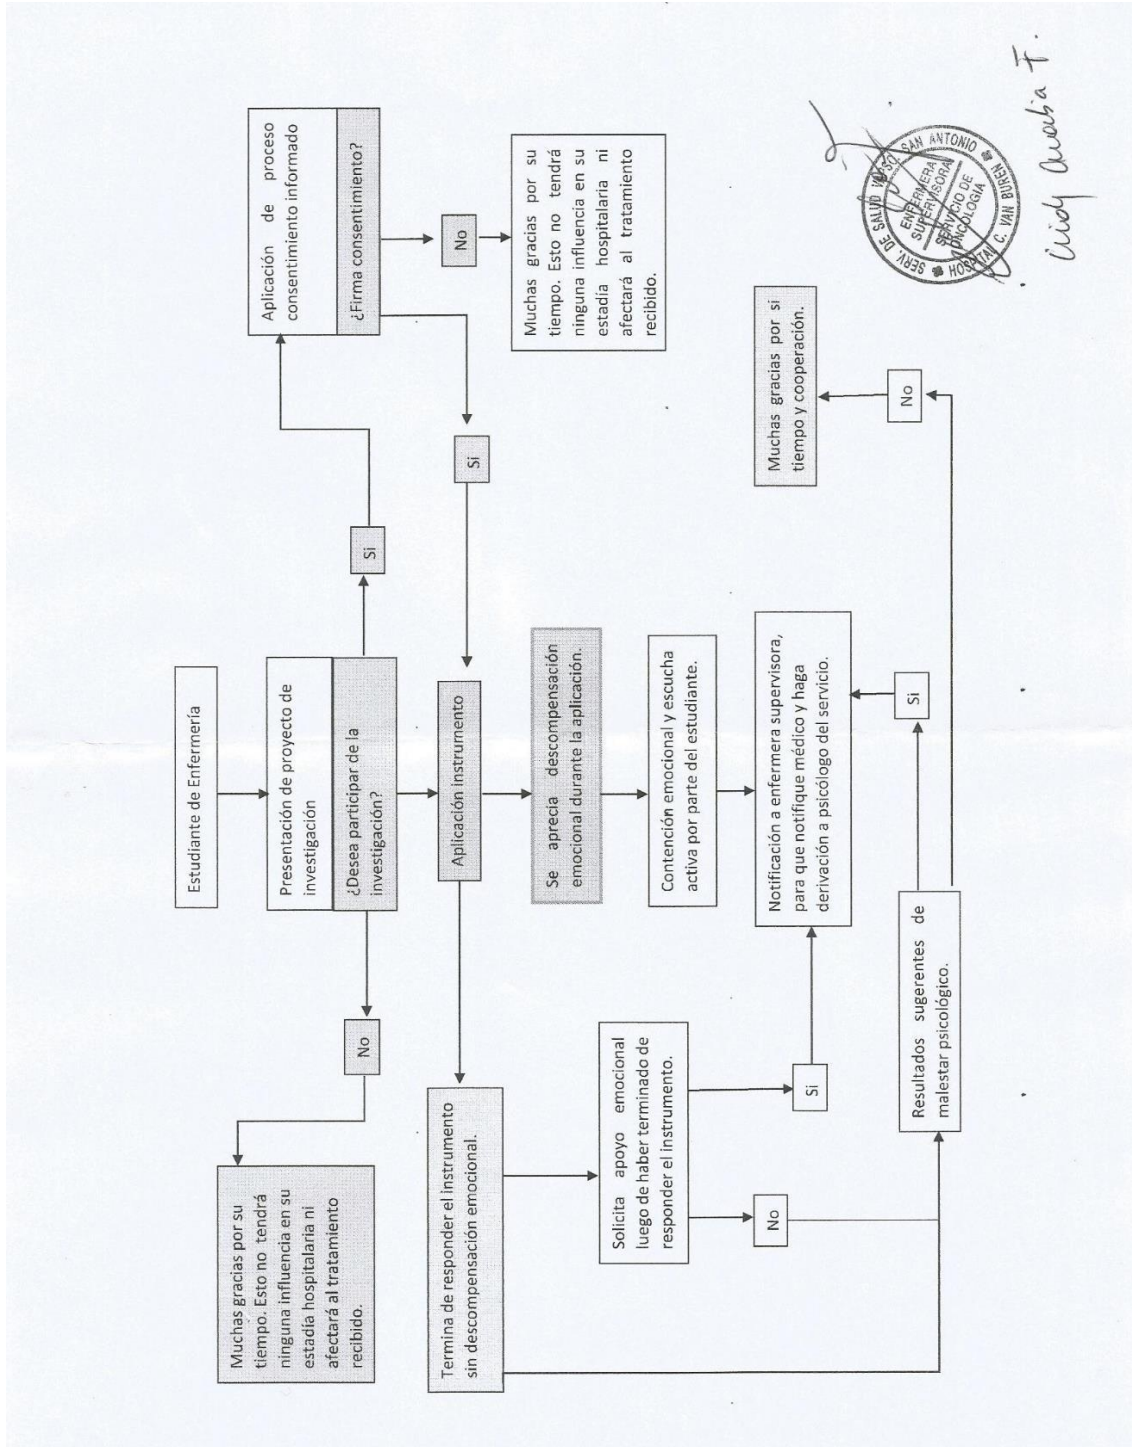 Estudiante de Enfermería
Presentación de proyecto de
investigación
¿Desea participar de la
investigación?
No
Muchas gracias por su
tiempo. Esto no tendrá
ninguna influencia en su
estadía hospitalaria ni
afectará al tratamiento
recibido.
Si
Aplicación de proceso
consentimiento informado
¿Firma consentimiento?
No
Muchas gracias por su
tiempo. Esto no tendrá
ninguna influencia en su
estadía hospitalaria ni
afectará al tratamiento
recibido.
Si
Aplicación instrumento
Se aprecia descompensación
emocional durante la aplicación.
Contención emocional y escucha
activa por parte del estudiante.
Notificación a enfermera supervisora,
para que notifique médico y haga
derivación a psicólogo del servicio.
Termina de responder el instrumento
sin descompensación emocional.
Solicita apoyo emocional
luego de haber terminado de
responder el instrumento.
Si
No
Resultados sugerentes de
malestar psicológico.
Si
No
Muchas gracias por si
tiempo y cooperación.
SERV. DE SALUD VALPSO. SAN ANTONIO
ENFERMERA
SUPERVISORA
SERVICIO DE
ONCOLOGIA
HOSPITAL C. VAN BUREN